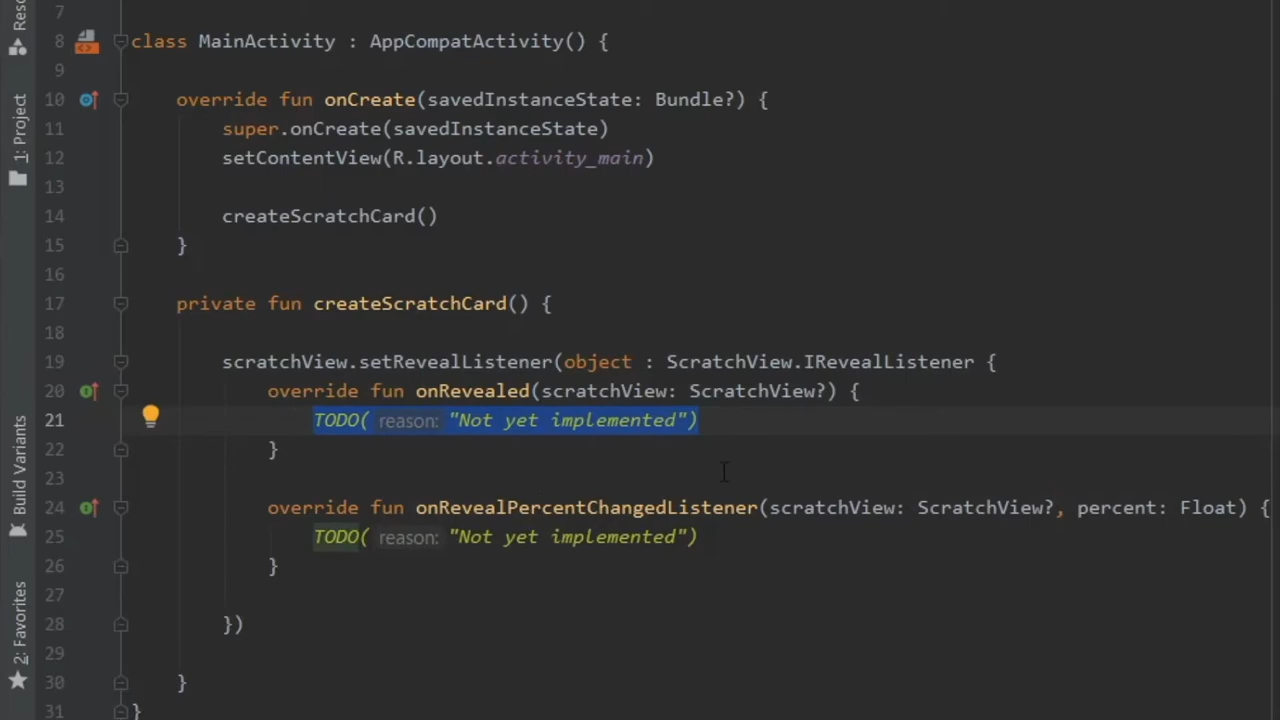 7
8 class MainActivity : AppCompatActivity() {
9
10 override fun onCreate(savedInstanceState: Bundle?) {
11 super.onCreate(savedInstanceState)
12 setContentView(R.layout.activity_main)
13
14 createScratchCard()
15 }
16
17 private fun createScratchCard() {
18
19 scratchView.setRevealListener(object : ScratchView.IRevealListener {
20 override fun onRevealed(scratchView: ScratchView?) {
21 TODO( reason: "Not yet implemented")
22 }
23
24 override fun onRevealPercentChangedListener(scratchView: ScratchView?, percent: Float) {
25 TODO( reason: "Not yet implemented")
26 }
27
28 })
29
30 }
31 }
1: Project
Build Variants
2: Favorites